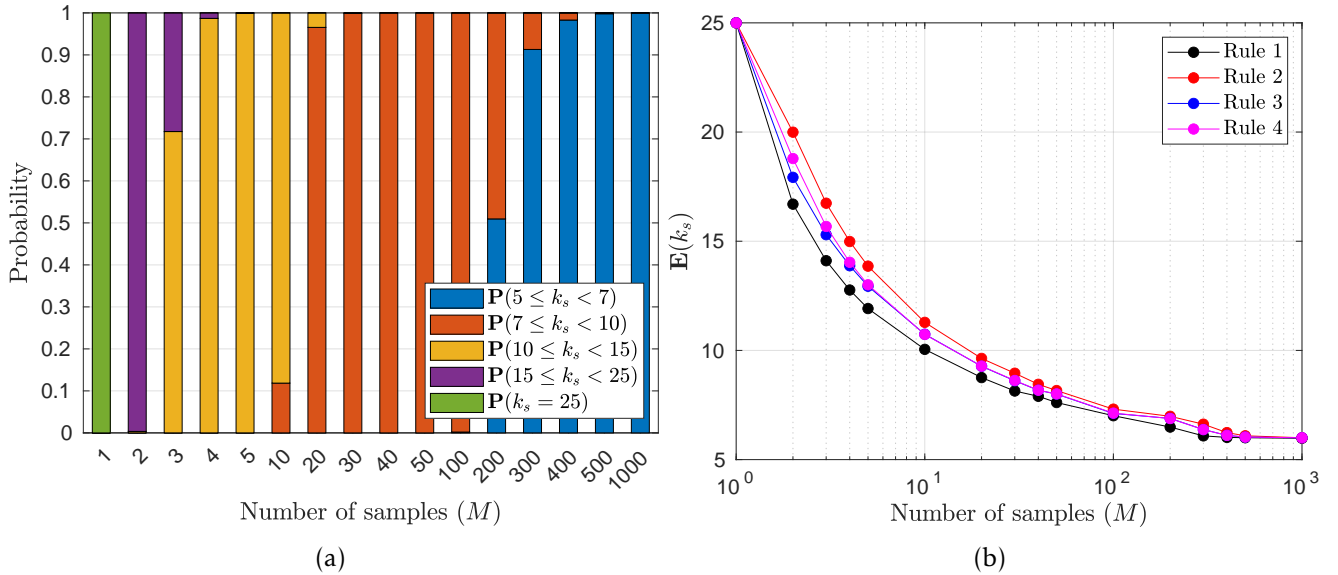 1
0.9
0.8
0.7
0.6
0.5
0.4
0.3
0.2
0.1
0
Probability
P(5 ≤ k_s < 7)
P(7 ≤ k_s < 10)
P(10 ≤ k_s < 15)
P(15 ≤ k_s < 25)
P(k_s = 25)
1 2 3 4 5 10 20 30 40 50 100 200 300 400 500 1000
Number of samples (M)
(a)
25
20
15
10
5
E(k_s)
Rule 1
Rule 2
Rule 3
Rule 4
10^0 10^1 10^2 10^3
Number of samples (M)
(b)